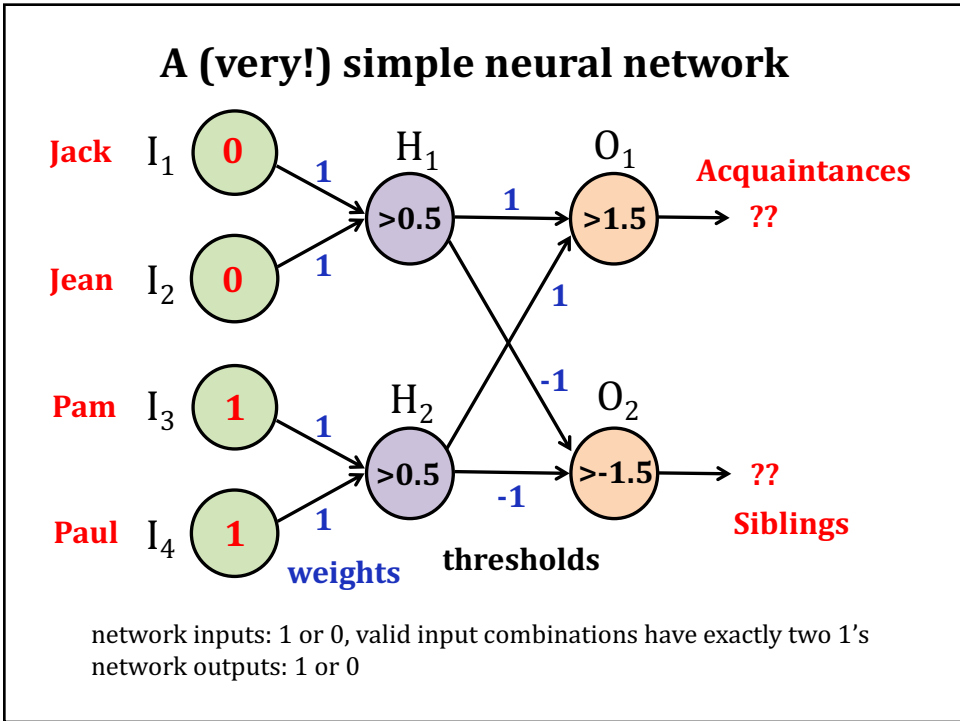 A (very!) simple neural network
Jack I₁ 0
1
H₁
>0.5
1
O₁
>1.5
Acquaintances
??
Jean I₂ 0
1
1
Pam I₃ 1
1
H₂
>0.5
-1
O₂
>-1.5
??
Siblings
-1
Paul I₄ 1
1
weights
thresholds
network inputs: 1 or 0, valid input combinations have exactly two 1's
network outputs: 1 or 0